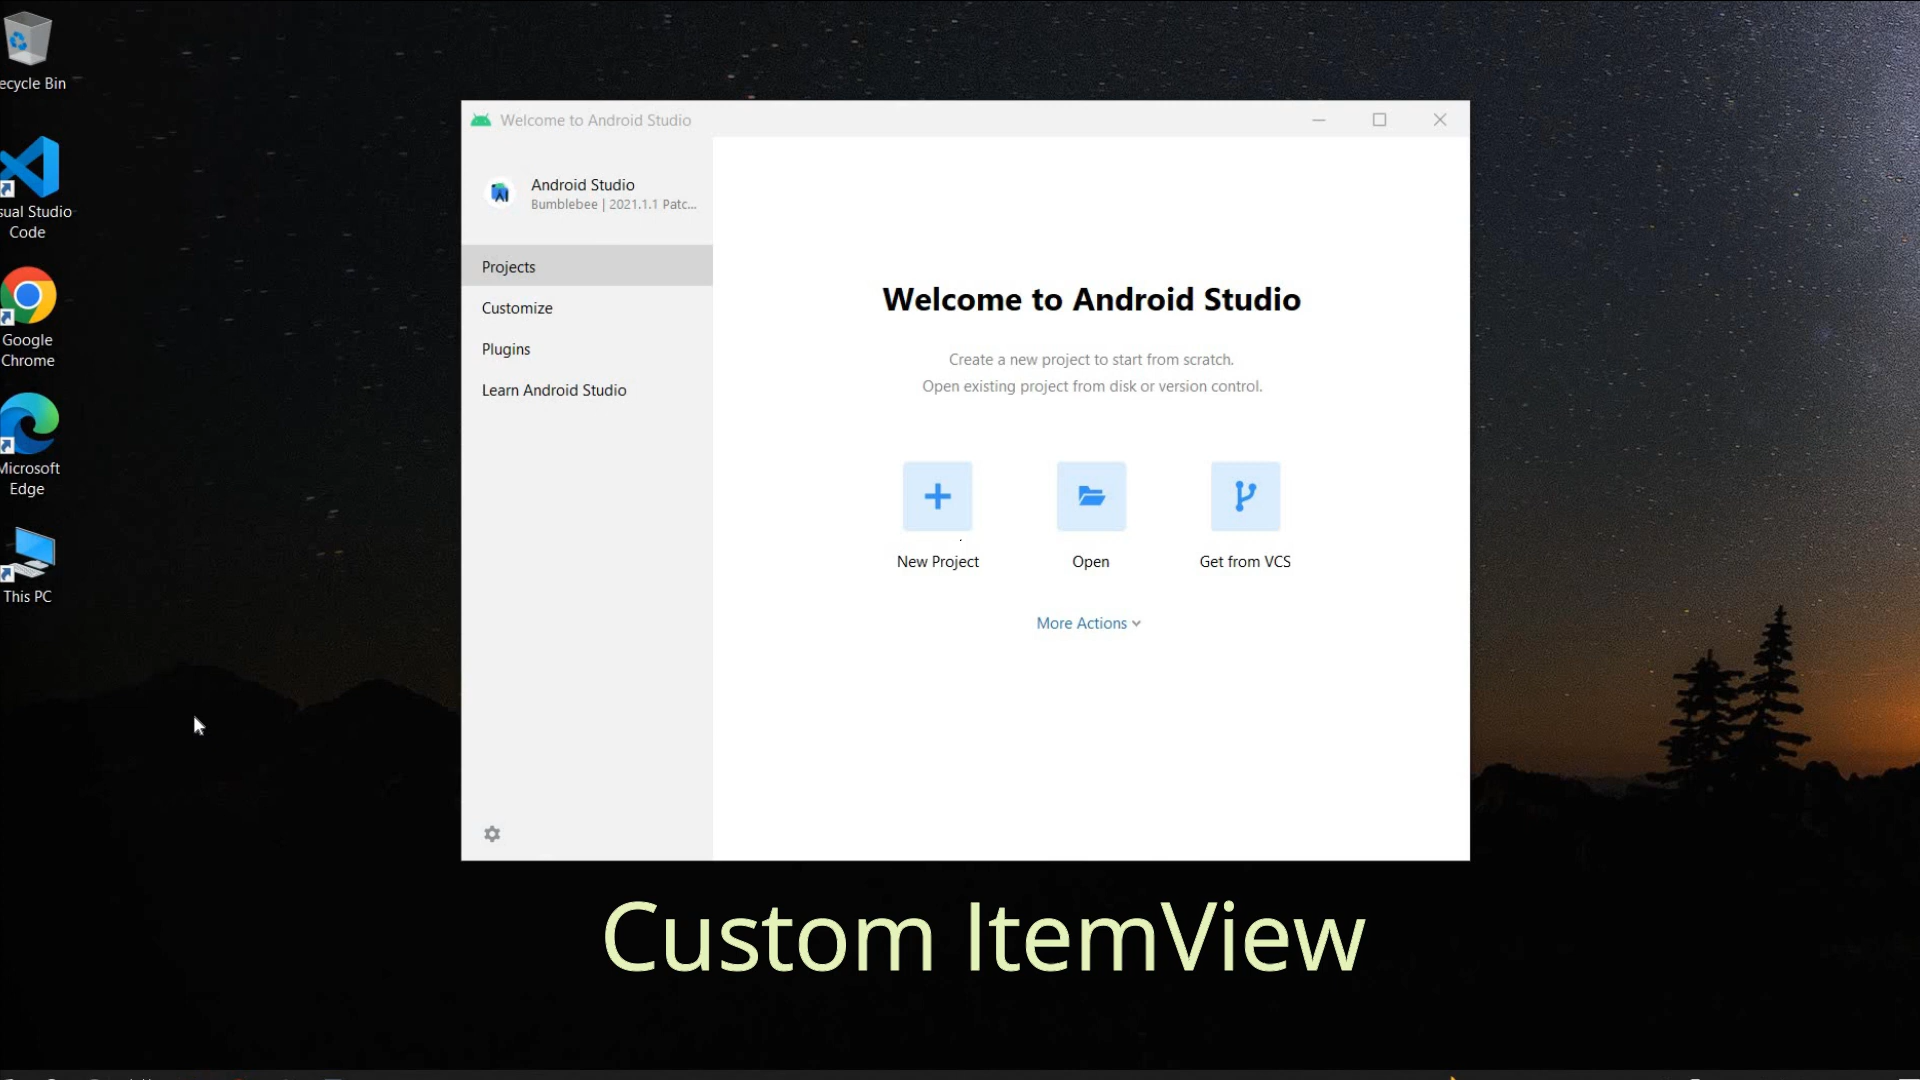 ecycle Bin
sual Studio
Code
Google
Chrome
Microsoft
Edge
This PC
Welcome to Android Studio
Android Studio
Bumblebee | 2021.1.1 Patc...
Projects
Customize
Plugins
Learn Android Studio
Welcome to Android Studio
Create a new project to start from scratch.
Open existing project from disk or version control.
New Project
Open
Get from VCS
More Actions
Custom ItemView